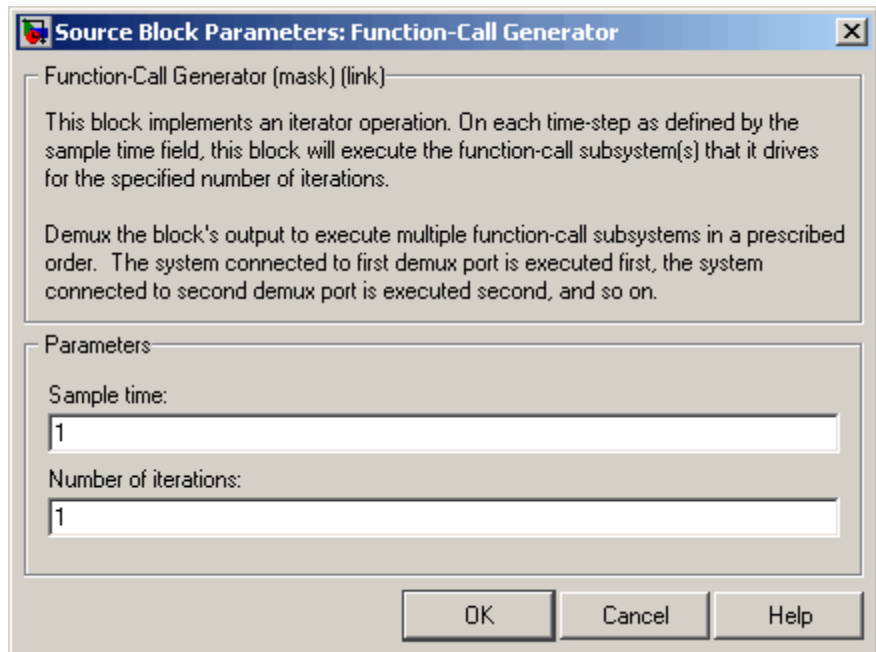 Source Block Parameters: Function-Call Generator
Function-Call Generator (mask) (link)
This block implements an iterator operation. On each time-step as defined by the
sample time field, this block will execute the function-call subsystem(s) that it drives
for the specified number of iterations.
Demux the block's output to execute multiple function-call subsystems in a prescribed
order.  The system connected to first demux port is executed first, the system
connected to second demux port is executed second, and so on.
Parameters
Sample time:
1
Number of iterations:
1
OK Cancel Help